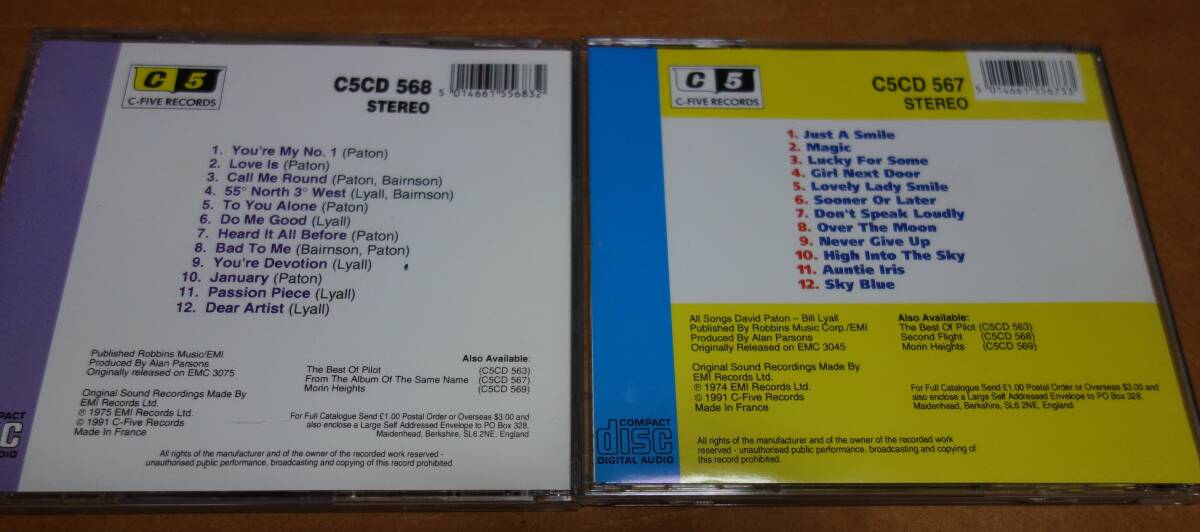 C 5
C-FIVE RECORDS
C5CD 568
STEREO
5 014661 556832
1. You're My No. 1 (Paton)
2. Love Is (Paton)
3. Call Me Round (Paton, Bairnson)
4. 55° North 3° West (Lyall, Bairnson)
5. To You Alone (Paton)
6. Do Me Good (Lyall)
7. Heard It All Before (Paton)
8. Bad To Me (Bairnson, Paton)
9. You're Devotion (Lyall)
10. January (Paton)
11. Passion Piece (Lyall)
12. Dear Artist (Lyall)
Published Robbins Music/EMI
Produced By Alan Parsons
Originally released on EMC 3075
Original Sound Recordings Made By
EMI Records Ltd.
℗ 1975 EMI Records Ltd.
© 1991 C-Five Records
Made In France
Also Available:
The Best Of Pilot (C5CD 563)
From The Album Of The Same Name (C5CD 567)
Morin Heights (C5CD 569)
For Full Catalogue Send £1.00 Postal Order or Overseas $3.00 and
also enclose a Large Self Addressed Envelope to PO Box 328,
Maidenhead, Berkshire, SL6 2NE, England
All rights of the manufacturer and of the owner of the recorded work reserved -
unauthorised public performance, broadcasting and copying of this record prohibited.
C 5
C-FIVE RECORDS
C5CD 567
STEREO
5 014661 556733
1. Just A Smile
2. Magic
3. Lucky For Some
4. Girl Next Door
5. Lovely Lady Smile
6. Sooner Or Later
7. Don't Speak Loudly
8. Over The Moon
9. Never Give Up
10. High Into The Sky
11. Auntie Iris
12. Sky Blue
All Songs David Paton – Bill Lyall
Published By Robbins Music Corp./EMI
Produced By Alan Parsons
Originally Released on EMC 3045
Original Sound Recordings Made By
EMI Records Ltd.
℗ 1974 EMI Records Ltd.
© 1991 C-Five Records
Made In France
Also Available:
The Best Of Pilot (C5CD 563)
Second Flight (C5CD 568)
Morin Heights (C5CD 569)
For Full Catalogue Send £1.00 Postal Order or Overseas $3.00 and
also enclose a Large Self Addressed Envelope to PO Box 328,
Maidenhead, Berkshire, SL6 2NE, England
COMPACT
disc
DIGITAL AUDIO
All rights of the manufacturer and of the owner of the recorded work
reserved - unauthorised public performance, broadcasting and copying of
this record prohibited.